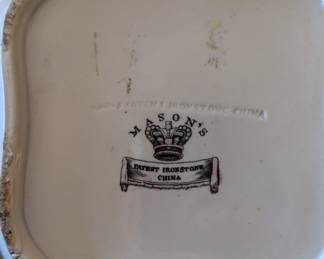 PATENT IRONSTONE CHINA
MASON'S
PATENT IRONSTONE
CHINA